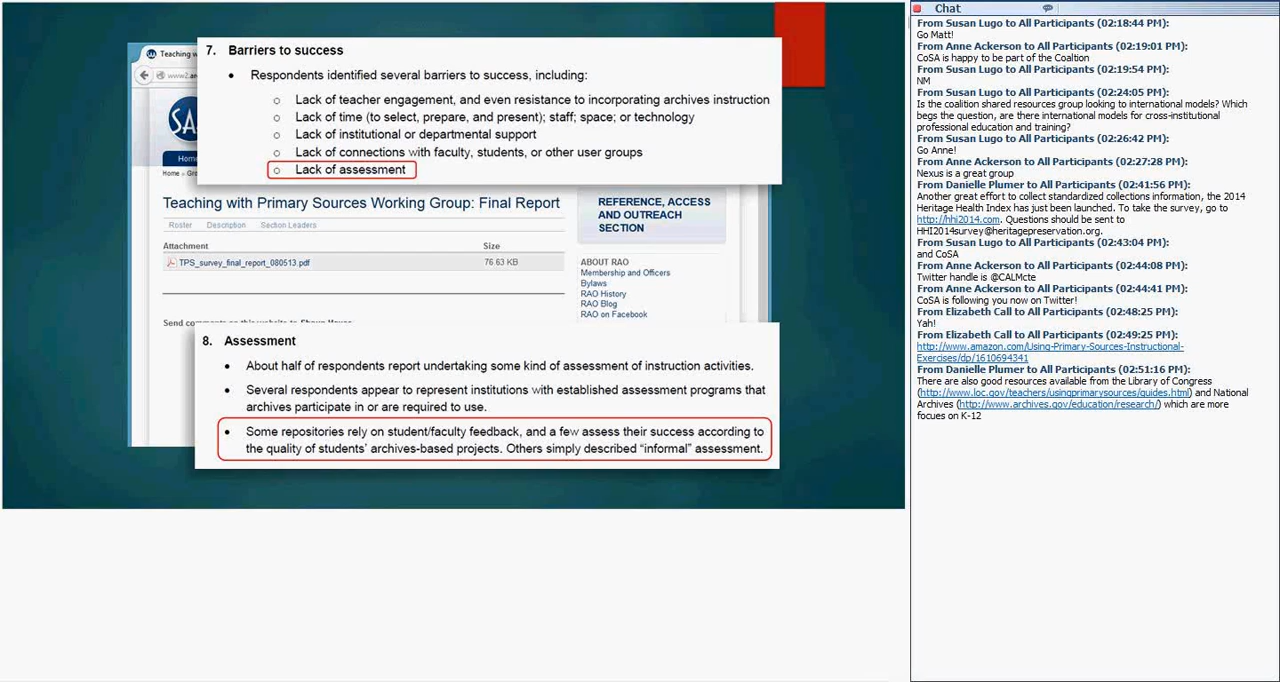 7. Barriers to success
• Respondents identified several barriers to success, including:
o Lack of teacher engagement, and even resistance to incorporating archives instruction
o Lack of time (to select, prepare, and present); staff; space; or technology
o Lack of institutional or departmental support
o Lack of connections with faculty, students, or other user groups
o Lack of assessment
Teaching w
www2.ar
SA
Hom
Home » Gr
Teaching with Primary Sources Working Group: Final Report
Roster Description Section Leaders
Attachment Size
TPS_survey_final_report_080513.pdf 76.63 KB
REFERENCE, ACCESS
AND OUTREACH
SECTION
ABOUT RAO
Membership and Officers
Bylaws
RAO History
RAO Blog
RAO on Facebook
Send comments on this website to
8. Assessment
• About half of respondents report undertaking some kind of assessment of instruction activities.
• Several respondents appear to represent institutions with established assessment programs that
archives participate in or are required to use.
• Some repositories rely on student/faculty feedback, and a few assess their success according to
the quality of students’ archives-based projects. Others simply described “informal” assessment.
Chat
From Susan Lugo to All Participants (02:18:44 PM):
Go Matt!
From Anne Ackerson to All Participants (02:19:01 PM):
CoSA is happy to be part of the Coalition
From Susan Lugo to All Participants (02:19:54 PM):
NM
From Susan Lugo to All Participants (02:24:05 PM):
Is the coalition shared resources group looking to international models? Which
begs the question, are there international models for cross-institutional
professional education and training?
From Susan Lugo to All Participants (02:26:42 PM):
Go Anne!
From Anne Ackerson to All Participants (02:27:28 PM):
Nexus is a great group
From Danielle Plumer to All Participants (02:41:56 PM):
Another great effort to collect standardized collections information, the 2014
Heritage Health Index has just been launched. To take the survey, go to
http://hhi2014.com. Questions should be sent to
HHI2014survey@heritagepreservation.org.
From Susan Lugo to All Participants (02:43:04 PM):
and CoSA
From Anne Ackerson to All Participants (02:44:08 PM):
Twitter handle is @CALMcte
From Anne Ackerson to All Participants (02:44:41 PM):
CoSA is following you now on Twitter!
From Elizabeth Call to All Participants (02:48:25 PM):
Yah!
From Elizabeth Call to All Participants (02:49:25 PM):
http://www.amazon.com/Using-Primary-Sources-Instructional-
Exercises/dp/1610694341
From Danielle Plumer to All Participants (02:51:16 PM):
There are also good resources available from the Library of Congress
(http://www.loc.gov/teachers/usingprimarysources/guides.html) and National
Archives (http://www.archives.gov/education/research/) which are more
focues on K-12